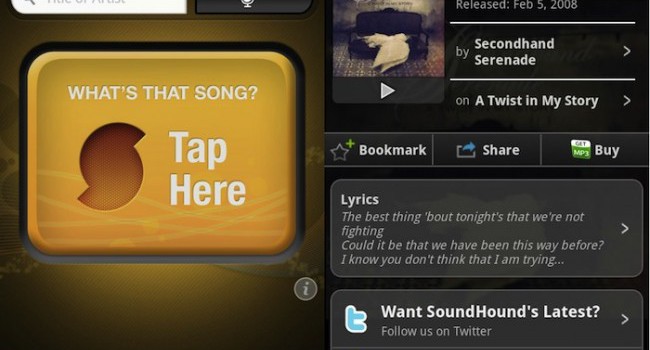 Title or Artist
WHAT'S THAT SONG?
Tap
Here
i
Released: Feb 5, 2008
by Secondhand
Serenade
on A Twist in My Story
Bookmark
Share
GET
MP3
Buy
Lyrics
The best thing 'bout tonight's that we're not
fighting
Could it be that we have been this way before?
I know you don't think that I am trying...
Want SoundHound's Latest?
Follow us on Twitter